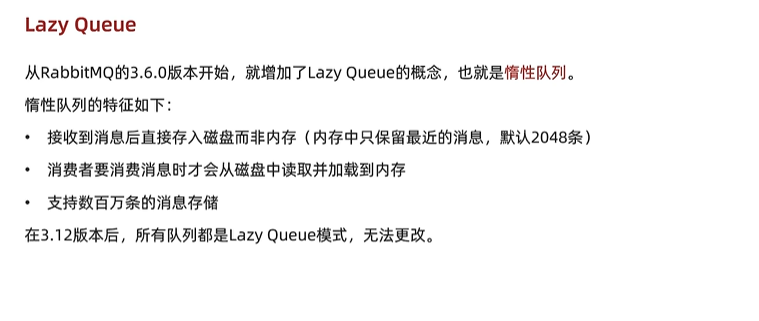 Lazy Queue
从RabbitMQ的3.6.0版本开始，就增加了Lazy Queue的概念，也就是惰性队列。
惰性队列的特征如下：
• 接收到消息后直接存入磁盘而非内存（内存中只保留最近的消息，默认2048条）
• 消费者要消费消息时才会从磁盘中读取并加载到内存
• 支持数百万条的消息存储
在3.12版本后，所有队列都是Lazy Queue模式，无法更改。